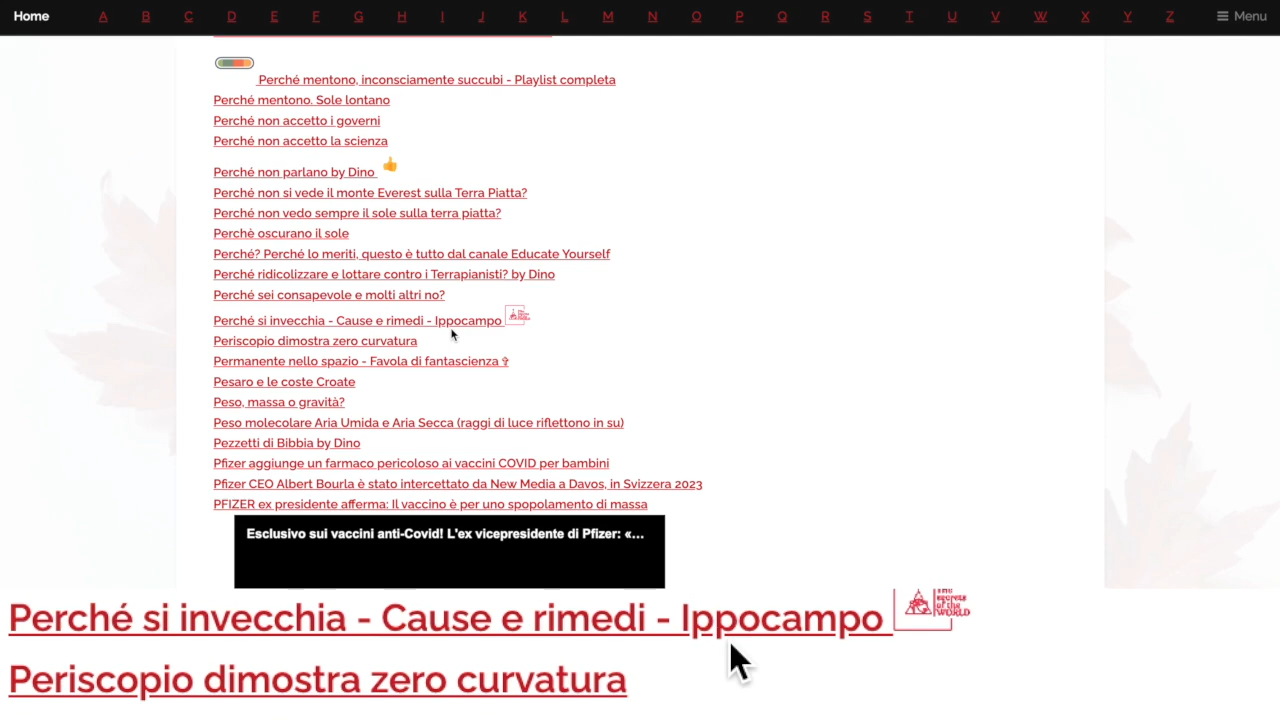 Home A B C D E F G H I J K L M N O P Q R S T U V W X Y Z Menu
Perché mentono, inconsciamente succubi - Playlist completa
Perché mentono. Sole lontano
Perché non accetto i governi
Perché non accetto la scienza
Perché non parlano by Dino
Perché non si vede il monte Everest sulla Terra Piatta?
Perché non vedo sempre il sole sulla terra piatta?
Perchè oscurano il sole
Perché? Perché lo meriti, questo è tutto dal canale Educate Yourself
Perché ridicolizzare e lottare contro i Terrapianisti? by Dino
Perché sei consapevole e molti altri no?
Perché si invecchia - Cause e rimedi - Ippocampo
Periscopio dimostra zero curvatura
Permanente nello spazio - Favola di fantascienza ✞
Pesaro e le coste Croate
Peso, massa o gravità?
Peso molecolare Aria Umida e Aria Secca (raggi di luce riflettono in su)
Pezzetti di Bibbia by Dino
Pfizer aggiunge un farmaco pericoloso ai vaccini COVID per bambini
Pfizer CEO Albert Bourla è stato intercettato da New Media a Davos, in Svizzera 2023
PFIZER ex presidente afferma: Il vaccino è per uno spopolamento di massa
Esclusivo sui vaccini anti-Covid! L'ex vicepresidente di Pfizer: «...
Perché si invecchia - Cause e rimedi - Ippocampo
THE secrets of the WORLD
Periscopio dimostra zero curvatura